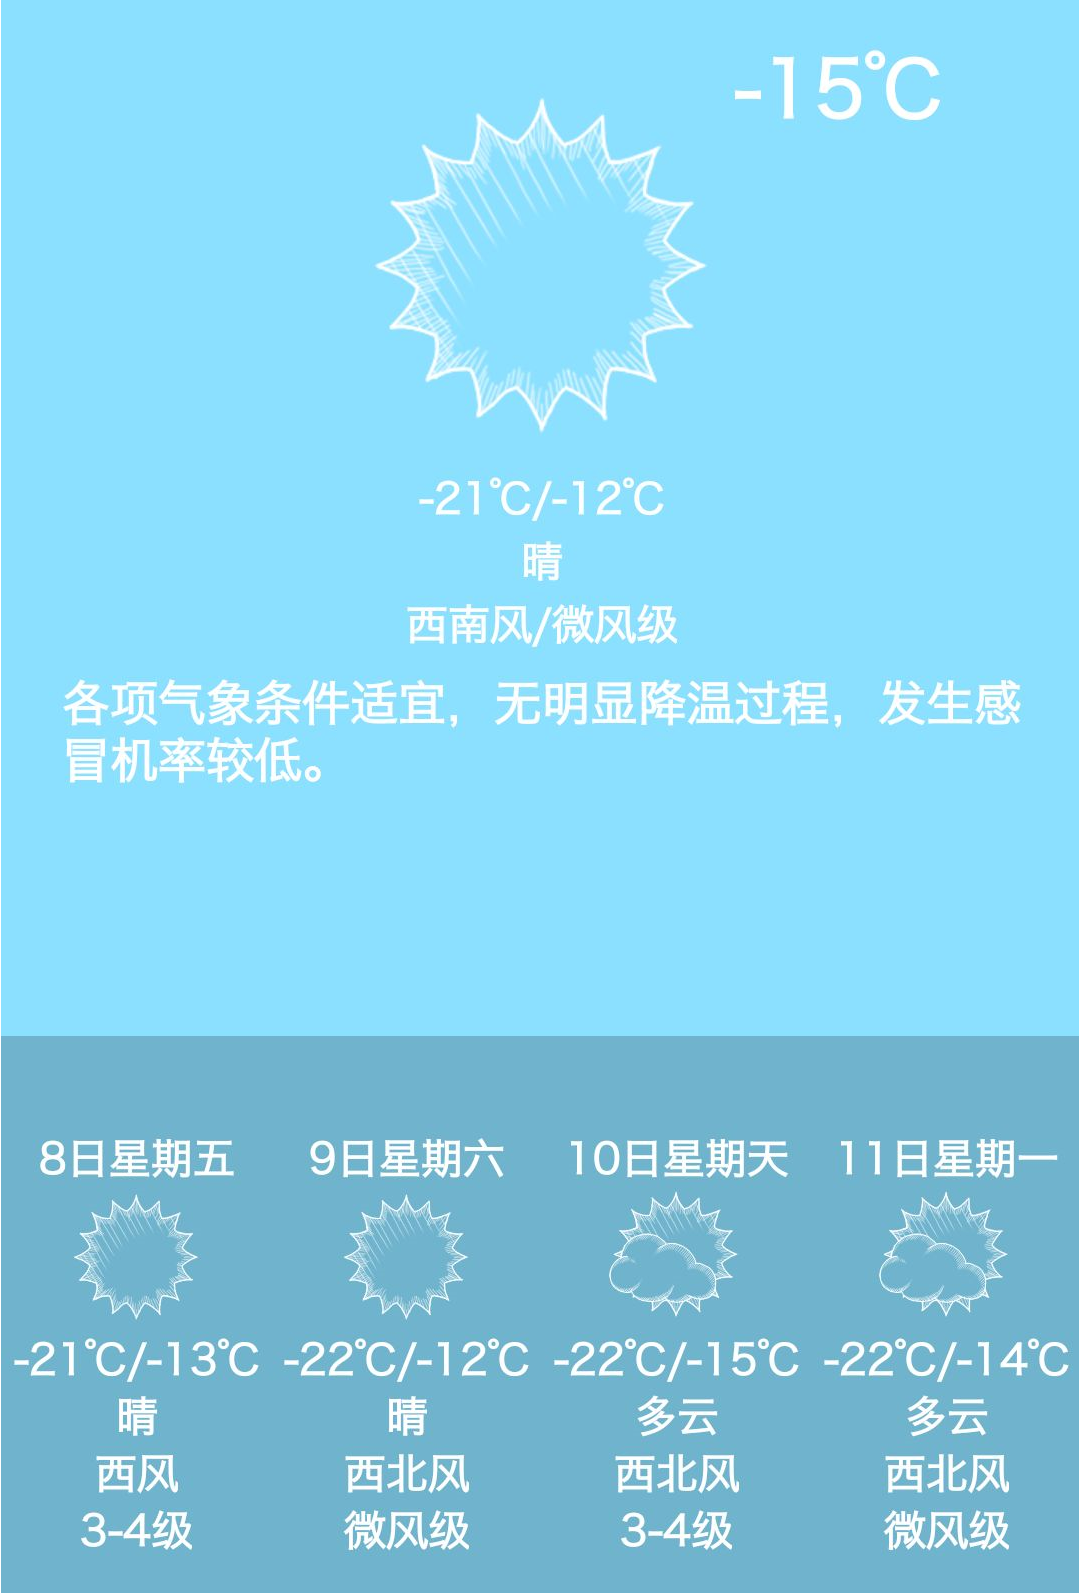 -15℃
-21℃/-12℃
晴
西南风/微风级
各项气象条件适宜，无明显降温过程，发生感
冒机率较低。
8日星期五 9日星期六 10日星期天 11日星期一
-21℃/-13℃ -22℃/-12℃ -22℃/-15℃ -22℃/-14℃
晴 晴 多云 多云
西风 西北风 西北风 西北风
3-4级 微风级 3-4级 微风级